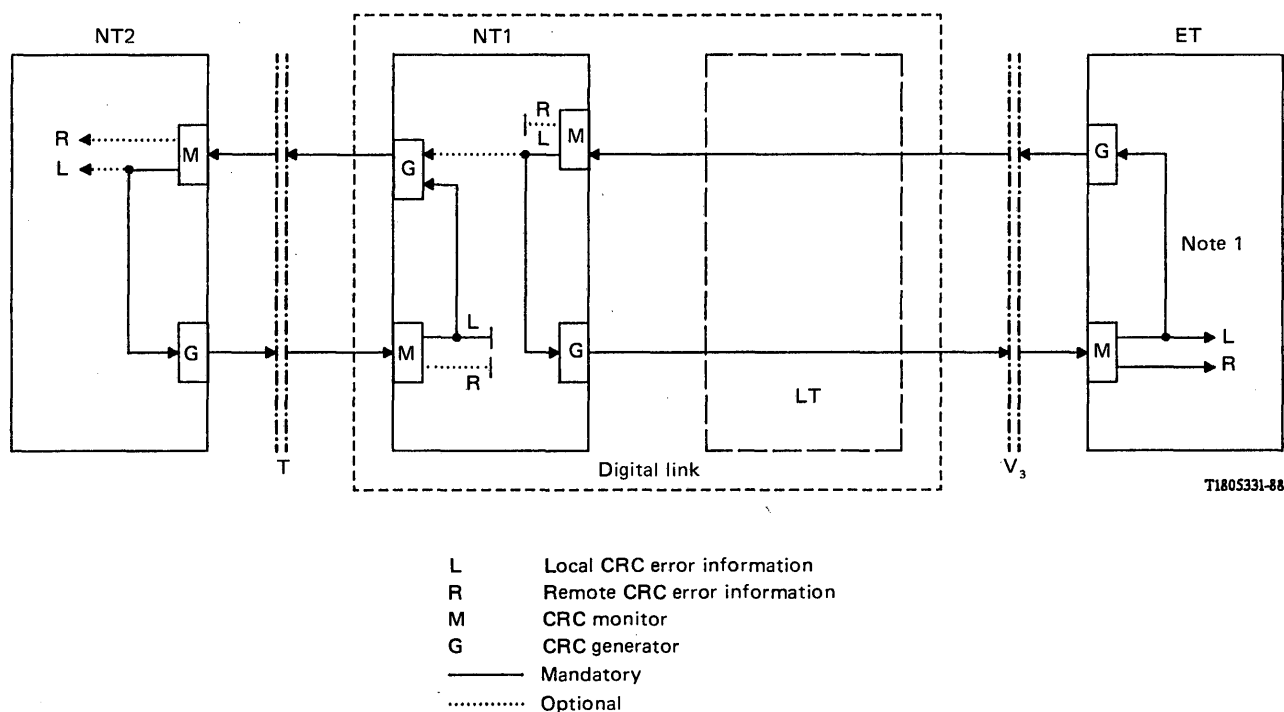 NT2 NT1 ET
R
L
M
G
R
L
M
G
G
Note 1
L
R
G
M
G
M
L
R
LT
T
Digital link
V₃
T1805331-88
L Local CRC error information
R Remote CRC error information
M CRC monitor
G CRC generator
Mandatory
Optional